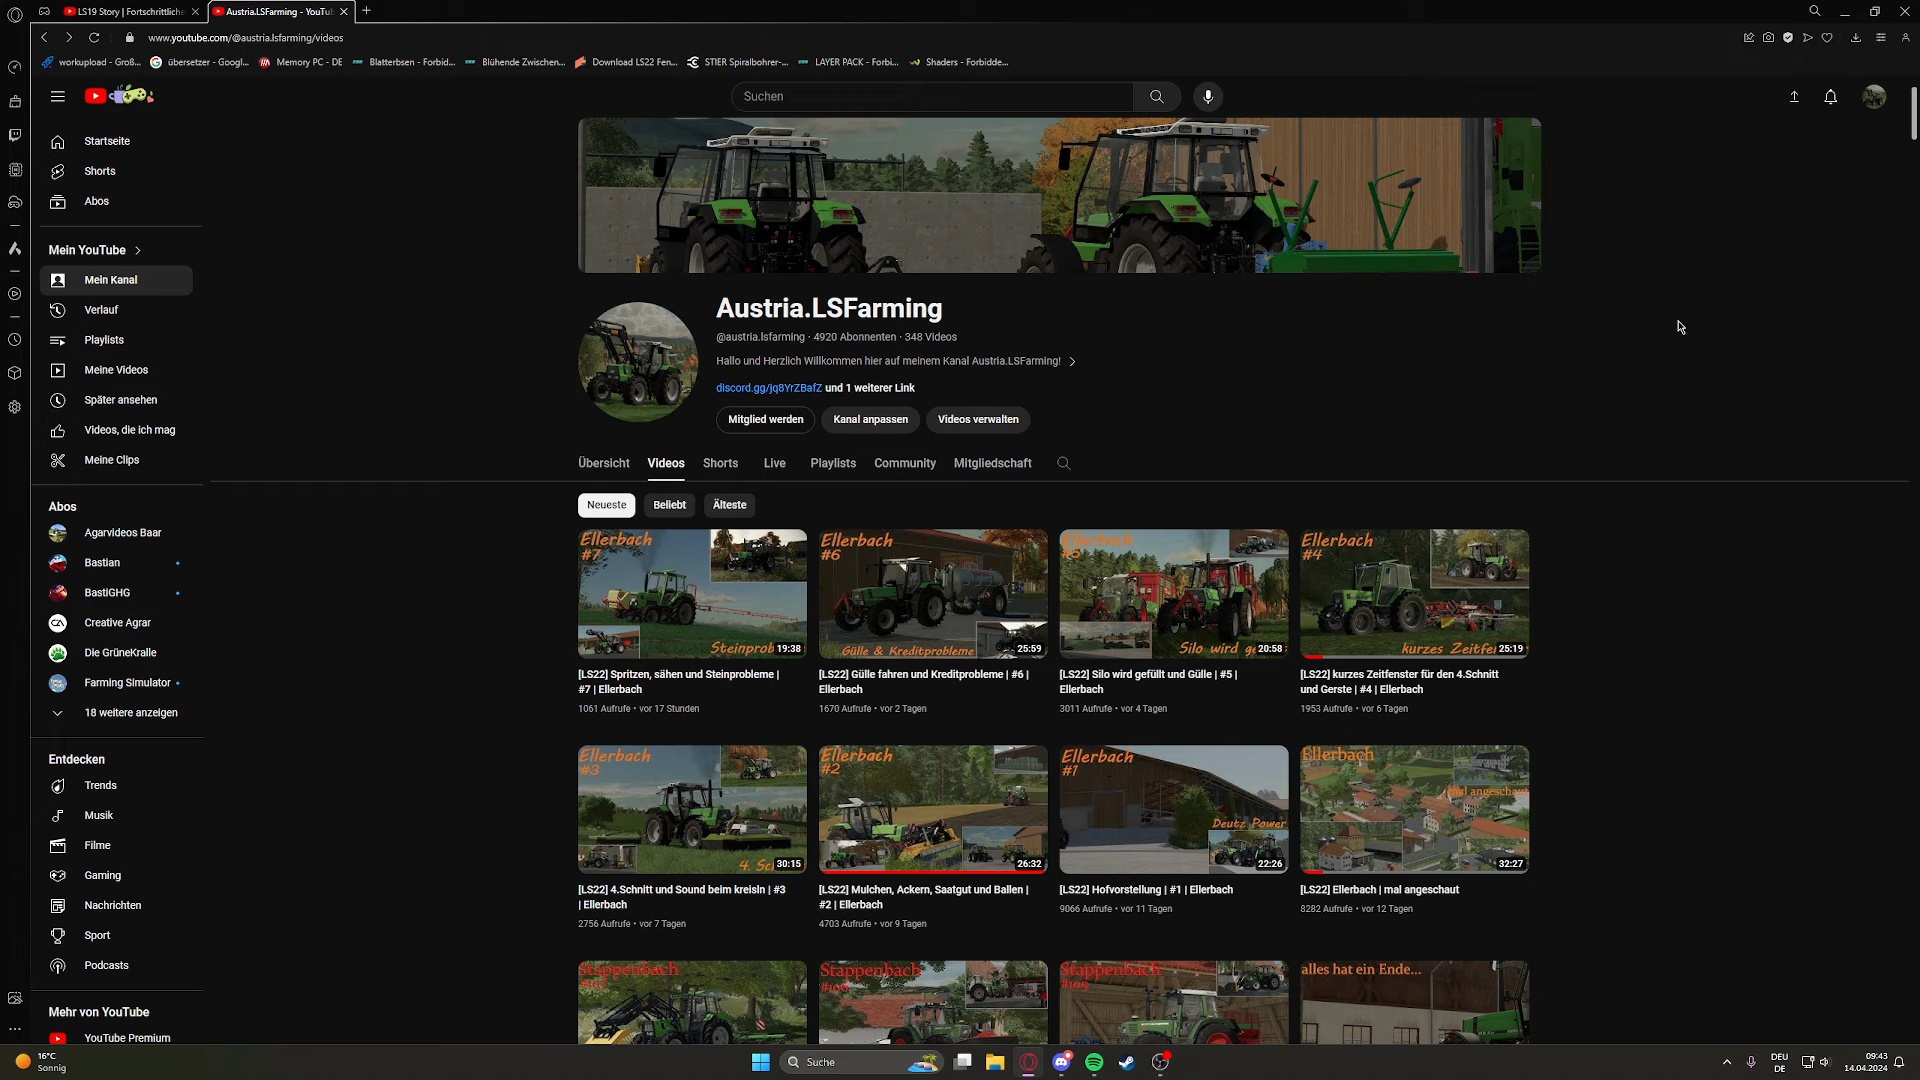 LS19 Story | Fortschrittliche
Austria.LSFarming - YouTu
www.youtube.com/@austria.lsfarming/videos
workupload - Groß...
übersetzer - Googl...
Memory PC - DE
Blatterbsen - Forbid...
Blühende Zwischen...
Download LS22 Fen...
STIER Spiralbohrer-...
LAYER PACK - Forbi...
Shaders - Forbidde...
Suchen
Startseite
Shorts
Abos
Mein YouTube
Mein Kanal
Verlauf
Playlists
Meine Videos
Später ansehen
Videos, die ich mag
Meine Clips
Abos
Agarvideos Baar
Bastian
BastiGHG
Creative Agrar
Die GrüneKralle
Farming Simulator
18 weitere anzeigen
Entdecken
Trends
Musik
Filme
Gaming
Nachrichten
Sport
Podcasts
Mehr von YouTube
YouTube Premium
Austria.LSFarming
@austria.lsfarming · 4920 Abonnenten · 348 Videos
Hallo und Herzlich Willkommen hier auf meinem Kanal Austria.LSFarming!
discord.gg/jq8YrZBafZ und 1 weiterer Link
Mitglied werden
Kanal anpassen
Videos verwalten
Übersicht
Videos
Shorts
Live
Playlists
Community
Mitgliedschaft
Neueste
Beliebt
Älteste
Ellerbach
#7
Steinprob
19:38
[LS22] Spritzen, sähen und Steinprobleme |
#7 | Ellerbach
1061 Aufrufe • vor 17 Stunden
Ellerbach
#6
Gülle & Kreditprobleme
25:59
[LS22] Gülle fahren und Kreditprobleme | #6 |
Ellerbach
1670 Aufrufe • vor 2 Tagen
Ellerbach
#5
Silo wird ge
20:58
[LS22] Silo wird gefüllt und Gülle | #5 |
Ellerbach
3011 Aufrufe • vor 4 Tagen
Ellerbach
#4
kurzes Zeitfe
25:19
[LS22] kurzes Zeitfenster für den 4.Schnitt
und Gerste | #4 | Ellerbach
1953 Aufrufe • vor 6 Tagen
Ellerbach
#3
4. Sc
30:15
[LS22] 4.Schnitt und Sound beim kreisln | #3
| Ellerbach
2756 Aufrufe • vor 7 Tagen
Ellerbach
#2
26:32
[LS22] Mulchen, Ackern, Saatgut und Ballen |
#2 | Ellerbach
4703 Aufrufe • vor 9 Tagen
Ellerbach
#1
Deutz Power
22:26
[LS22] Hofvorstellung | #1 | Ellerbach
9066 Aufrufe • vor 11 Tagen
Ellerbach
mal angeschaut
32:27
[LS22] Ellerbach | mal angeschaut
8282 Aufrufe • vor 12 Tagen
Stappenbach
Stappenbach
Stappenbach
alles hat ein Ende...
16°C
Sonnig
Suche
DEU
DE
09:43
14.04.2024